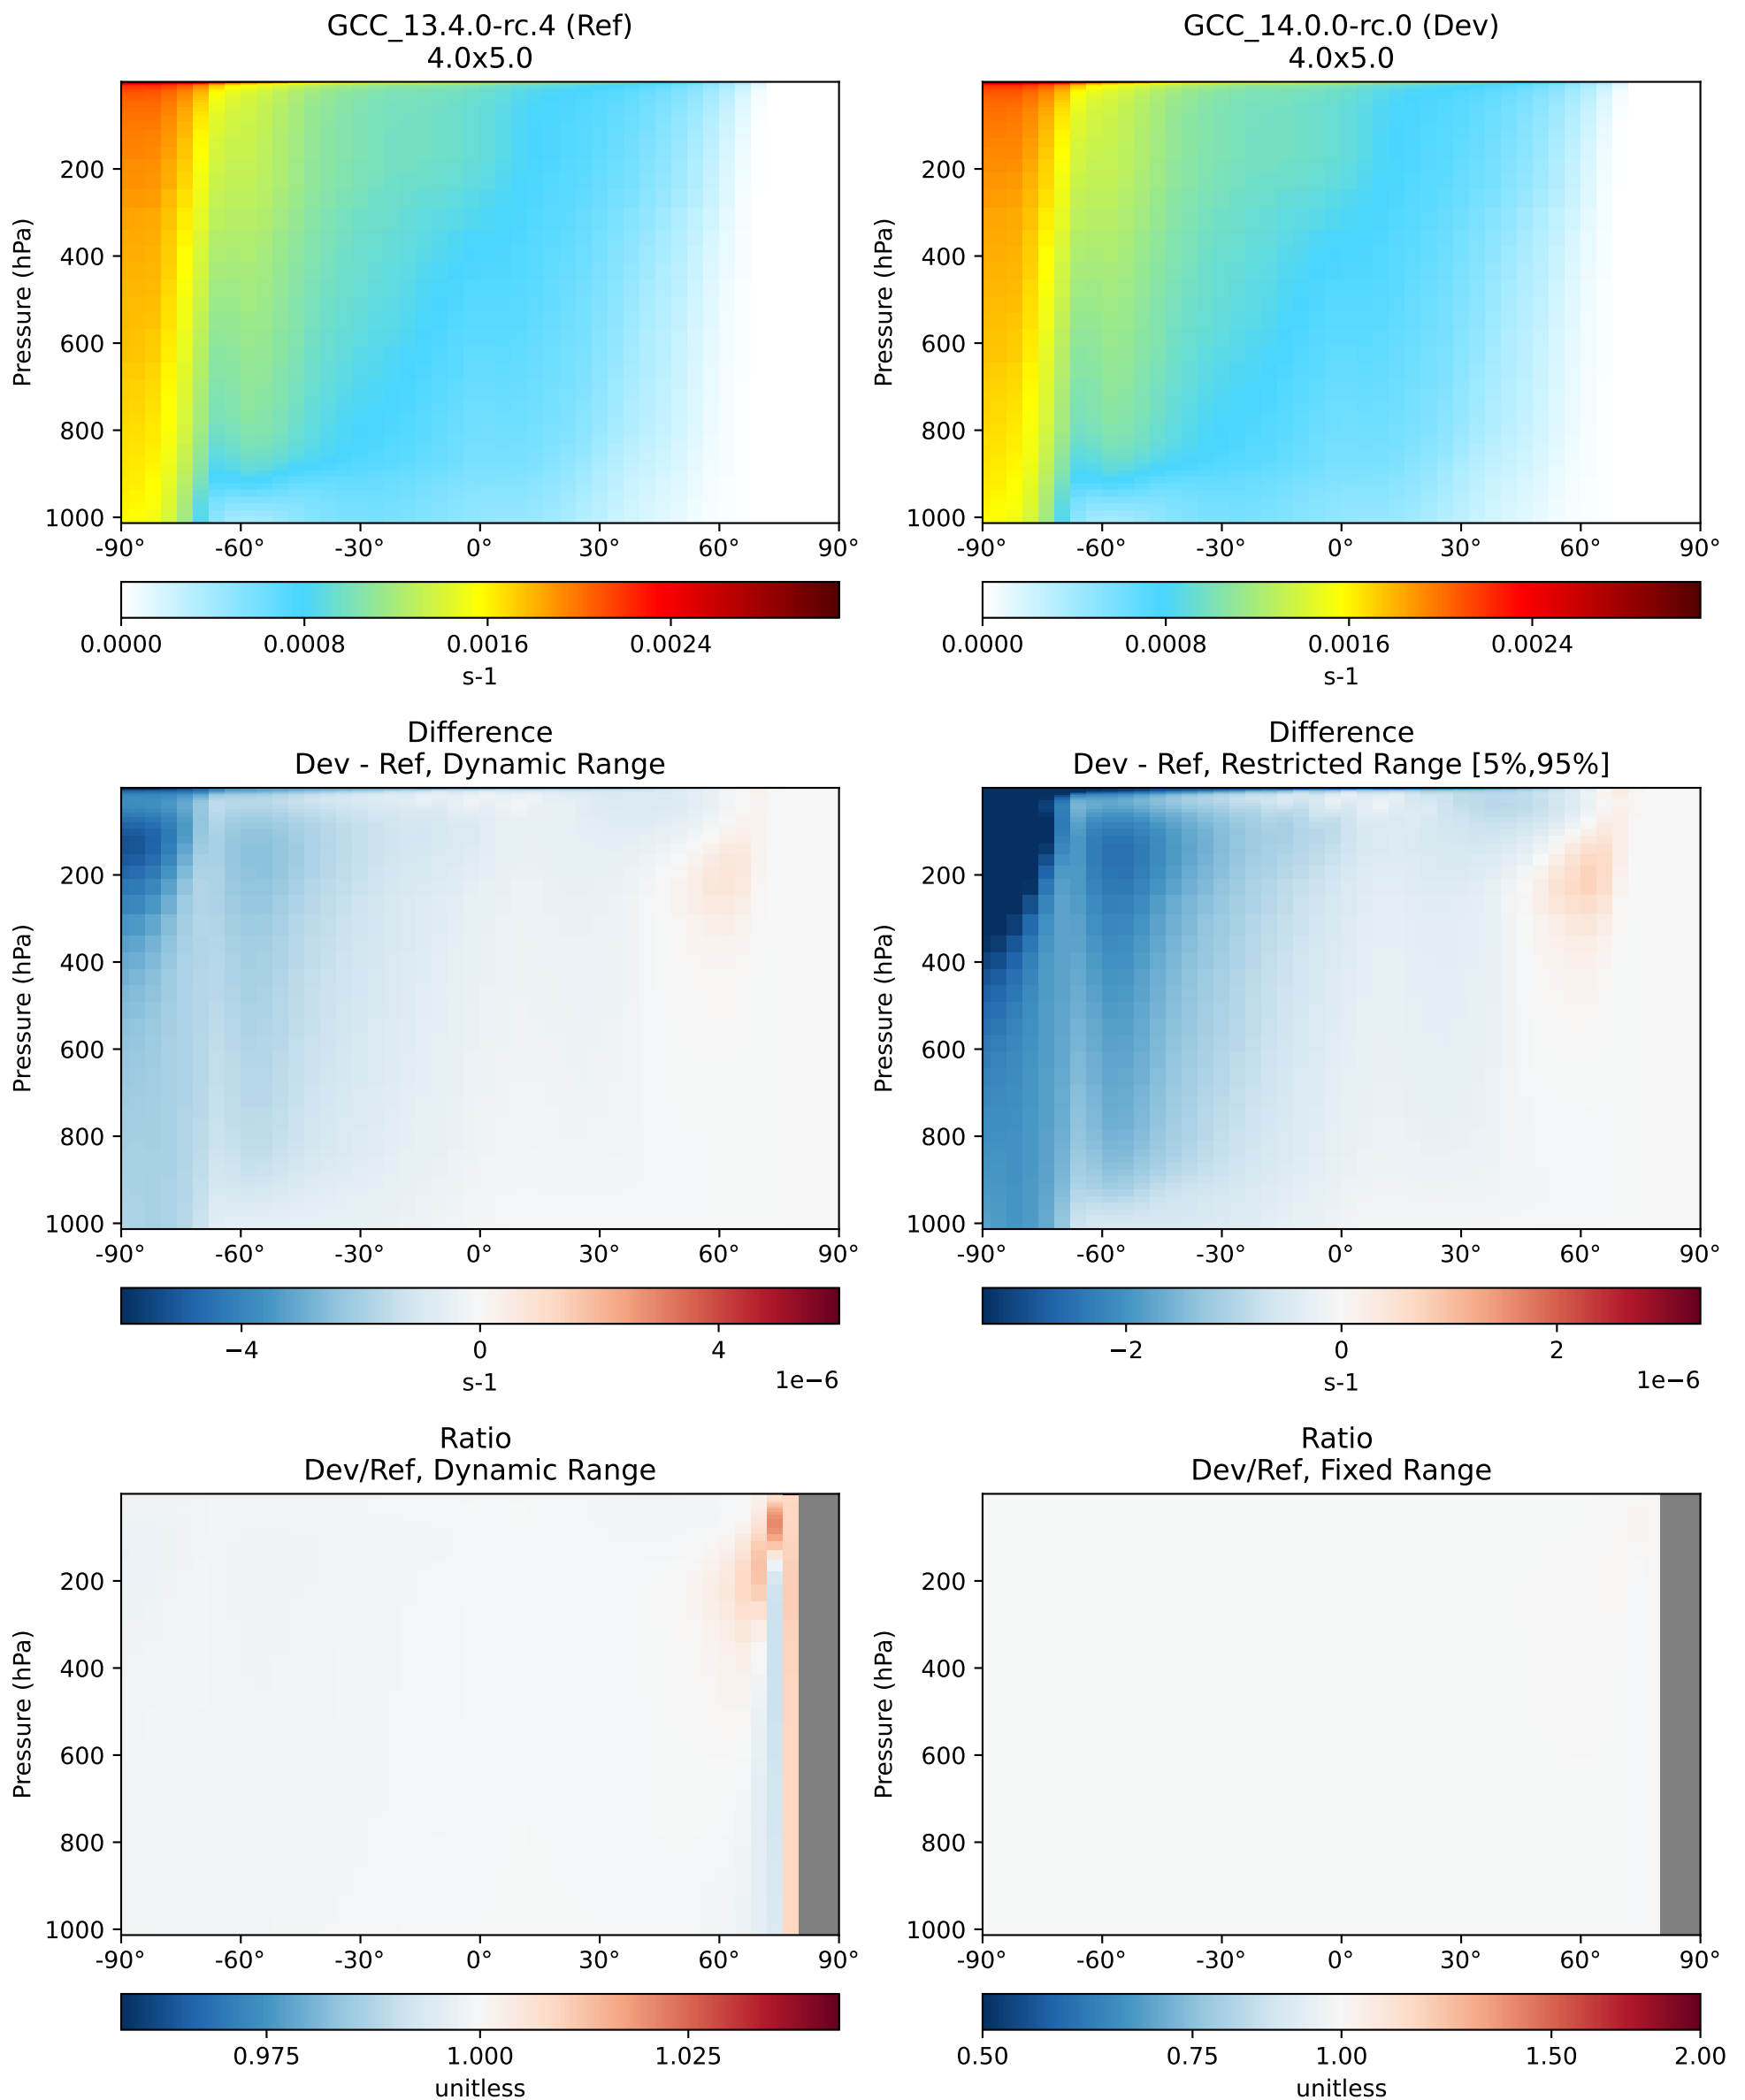 GCC_13.4.0-rc.4 (Ref)
4.0x5.0
Pressure (hPa)
200
400
600
800
1000
-90° -60° -30° 0° 30° 60° 90°
0.0000 0.0008 0.0016 0.0024
s-1
GCC_14.0.0-rc.0 (Dev)
4.0x5.0
Pressure (hPa)
200
400
600
800
1000
-90° -60° -30° 0° 30° 60° 90°
0.0000 0.0008 0.0016 0.0024
s-1
Difference
Dev - Ref, Dynamic Range
Pressure (hPa)
200
400
600
800
1000
-90° -60° -30° 0° 30° 60° 90°
−4 0 4
s-1
1e−6
Difference
Dev - Ref, Restricted Range [5%,95%]
Pressure (hPa)
200
400
600
800
1000
-90° -60° -30° 0° 30° 60° 90°
−2 0 2
s-1
1e−6
Ratio
Dev/Ref, Dynamic Range
Pressure (hPa)
200
400
600
800
1000
-90° -60° -30° 0° 30° 60° 90°
0.975 1.000 1.025
unitless
Ratio
Dev/Ref, Fixed Range
Pressure (hPa)
200
400
600
800
1000
-90° -60° -30° 0° 30° 60° 90°
0.50 0.75 1.00 1.50 2.00
unitless